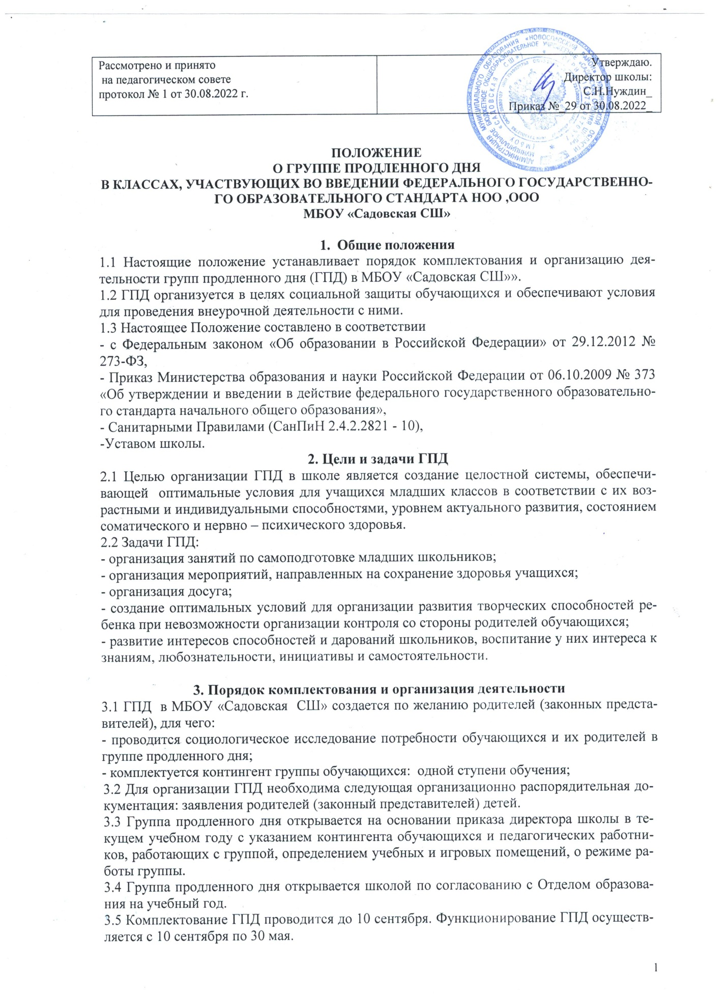 Рассмотрено и принято
на педагогическом совете
протокол № 1 от 30.08.2022 г.
Утверждаю.
Директор школы:
С.Н.Нуждин_
Приказ №_29 от 30.08.2022_
ПОЛОЖЕНИЕ
О ГРУППЕ ПРОДЛЕННОГО ДНЯ
В КЛАССАХ, УЧАСТВУЮЩИХ ВО ВВЕДЕНИИ ФЕДЕРАЛЬНОГО ГОСУДАРСТВЕННО-
ГО ОБРАЗОВАТЕЛЬНОГО СТАНДАРТА НОО ,ООО
МБОУ «Садовская СШ»
1. Общие положения
1.1 Настоящие положение устанавливает порядок комплектования и организацию дея-
тельности групп продленного дня (ГПД) в МБОУ «Садовская СШ»».
1.2 ГПД организуется в целях социальной защиты обучающихся и обеспечивают условия
для проведения внеурочной деятельности с ними.
1.3 Настоящее Положение составлено в соответствии
- с Федеральным законом «Об образовании в Российской Федерации» от 29.12.2012 №
273-ФЗ,
- Приказ Министерства образования и науки Российской Федерации от 06.10.2009 № 373
«Об утверждении и введении в действие федерального государственного образовательно-
го стандарта начального общего образования»,
- Санитарными Правилами (СанПиН 2.4.2.2821 - 10),
-Уставом школы.
2. Цели и задачи ГПД
2.1 Целью организации ГПД в школе является создание целостной системы, обеспечи-
вающей оптимальные условия для учащихся младших классов в соответствии с их воз-
растными и индивидуальными способностями, уровнем актуального развития, состоянием
соматического и нервно – психического здоровья.
2.2 Задачи ГПД:
- организация занятий по самоподготовке младших школьников;
- организация мероприятий, направленных на сохранение здоровья учащихся;
- организация досуга;
- создание оптимальных условий для организации развития творческих способностей ре-
бенка при невозможности организации контроля со стороны родителей обучающихся;
- развитие интересов способностей и дарований школьников, воспитание у них интереса к
знаниям, любознательности, инициативы и самостоятельности.
3. Порядок комплектования и организация деятельности
3.1 ГПД в МБОУ «Садовская СШ» создается по желанию родителей (законных предста-
вителей), для чего:
- проводится социологическое исследование потребности обучающихся и их родителей в
группе продленного дня;
- комплектуется контингент группы обучающихся: одной ступени обучения;
3.2 Для организации ГПД необходима следующая организационно распорядительная до-
кументация: заявления родителей (законный представителей) детей.
3.3 Группа продленного дня открывается на основании приказа директора школы в те-
кущем учебном году с указанием контингента обучающихся и педагогических работни-
ков, работающих с группой, определением учебных и игровых помещений, о режиме ра-
боты группы.
3.4 Группа продленного дня открывается школой по согласованию с Отделом образова-
ния на учебный год.
3.5 Комплектование ГПД проводится до 10 сентября. Функционирование ГПД осуществ-
ляется с 10 сентября по 30 мая.
1